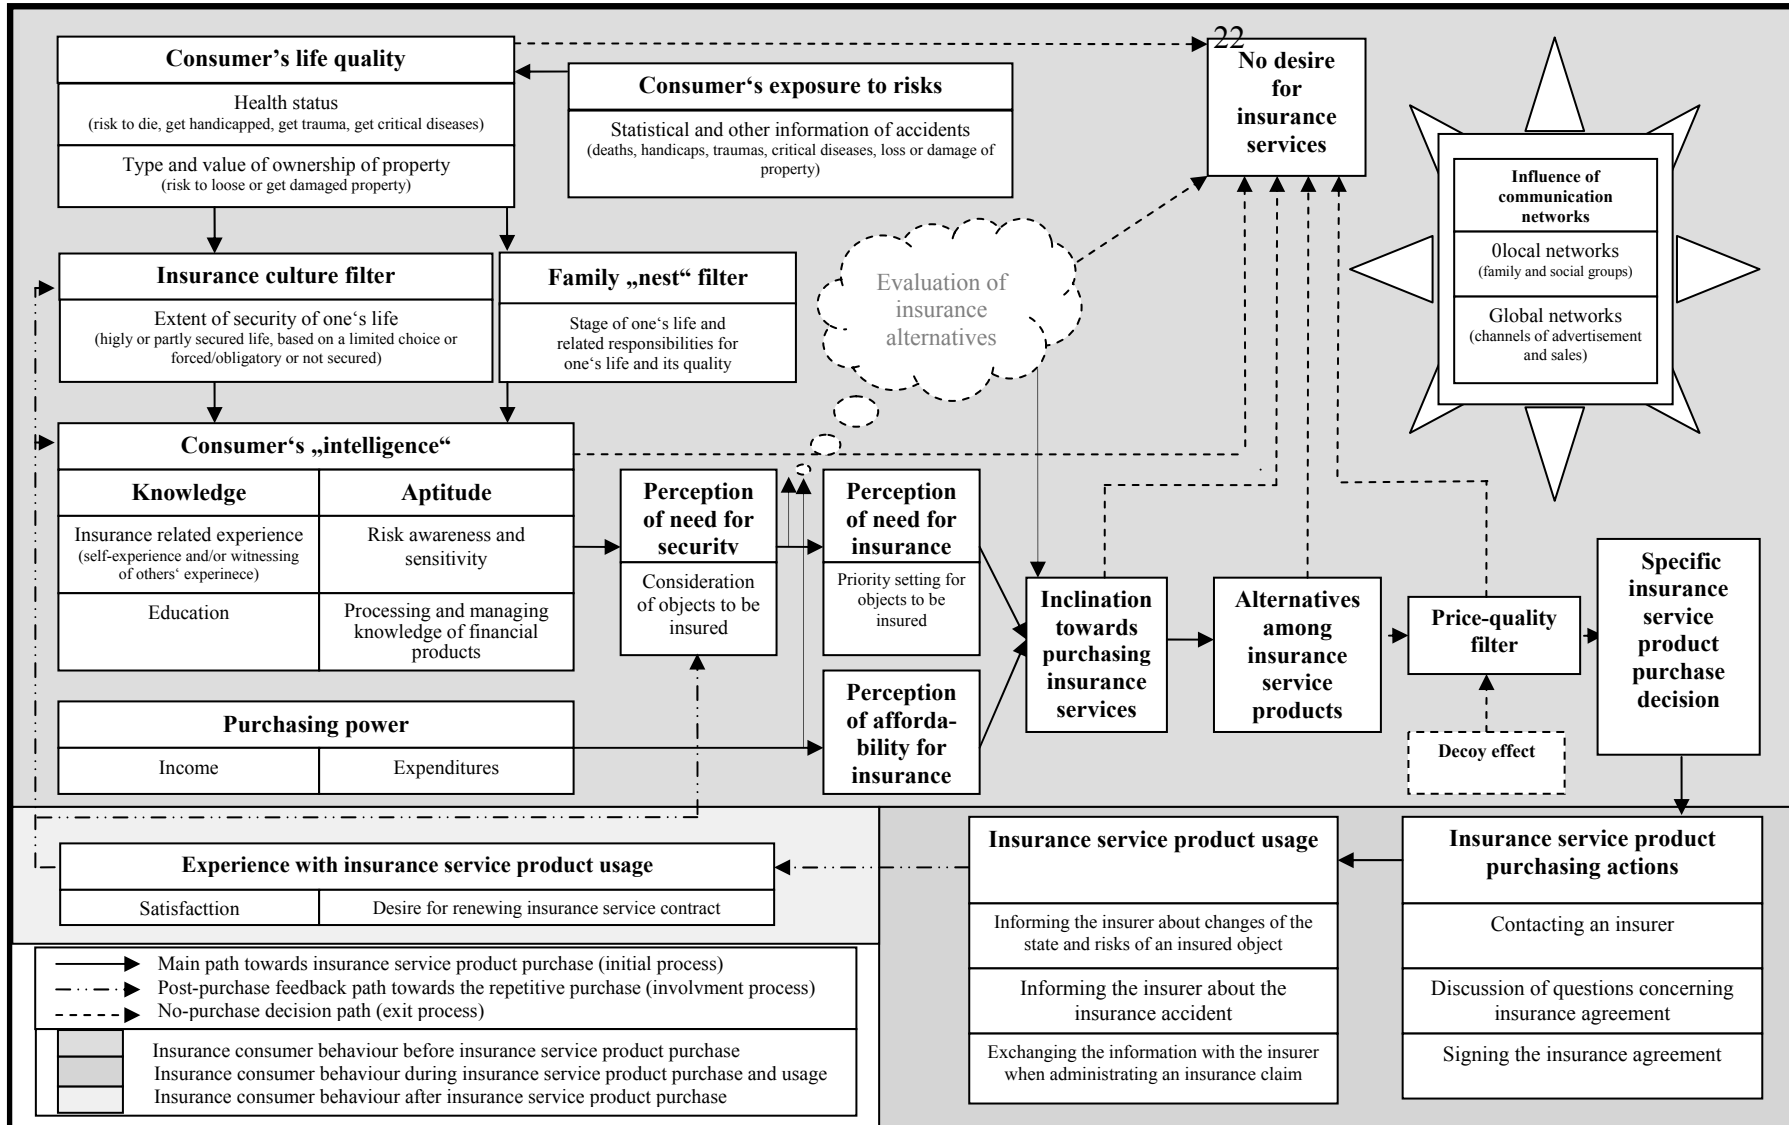 22
Consumer's life quality
Health status
(risk to die, get handicapped, get trauma, get critical diseases)
Type and value of ownership of property
(risk to loose or get damaged property)
Consumer‘s exposure to risks
Statistical and other information of accidents
(deaths, handicaps, traumas, critical diseases, loss or damage of
property)
No desire
for
insurance
services
Influence of
communication
networks
0local networks
(family and social groups)
Global networks
(channels of advertisement
and sales)
Insurance culture filter
Extent of security of one‘s life
(higly or partly secured life, based on a limited choice or
forced/obligatory or not secured)
Family „nest“ filter
Stage of one‘s life and
related responsibilities for
one‘s life and its quality
Evaluation of
insurance
alternatives
Consumer‘s „intelligence“
Knowledge
Aptitude
Insurance related experience
(self-experience and/or witnessing
of others‘ experinece)
Risk awareness and
sensitivity
Education
Processing and managing
knowledge of financial
products
Perception
of need for
security
Consideration
of objects to be
insured
Perception
of need for
insurance
Priority setting for
objects to be
insured
Purchasing power
Income
Expenditures
Perception
of afforda-
bility for
insurance
Inclination
towards
purchasing
insurance
services
Alternatives
among
insurance
service
products
Price-quality
filter
Decoy effect
Specific
insurance
service
product
purchase
decision
Experience with insurance service product usage
Satisfacttion
Desire for renewing insurance service contract
Insurance service product usage
Informing the insurer about changes of the
state and risks of an insured object
Informing the insurer about the
insurance accident
Exchanging the information with the insurer
when administrating an insurance claim
Insurance service product
purchasing actions
Contacting an insurer
Discussion of questions concerning
insurance agreement
Signing the insurance agreement
Main path towards insurance service product purchase (initial process)
Post-purchase feedback path towards the repetitive purchase (involvment process)
No-purchase decision path (exit process)
Insurance consumer behaviour before insurance service product purchase
Insurance consumer behaviour during insurance service product purchase and usage
Insurance consumer behaviour after insurance service product purchase